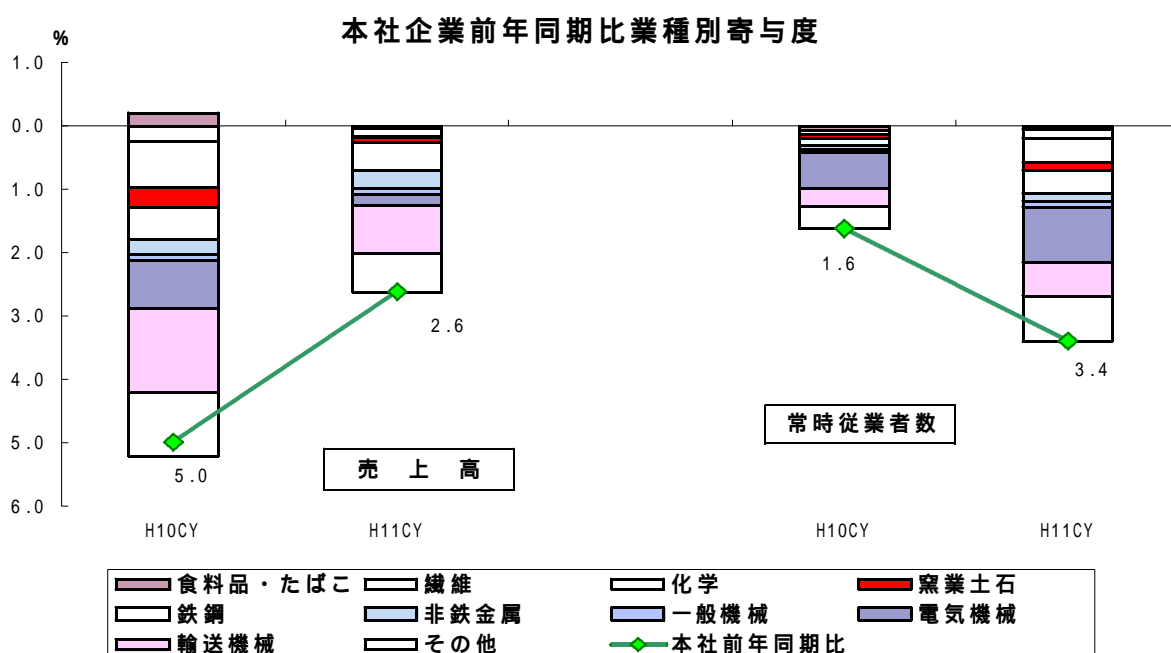 本社企業前年同期比業種別寄与度
%
1.0
0.0
1.0
2.0
3.0
4.0
5.0
6.0
5.0
2.6
1.6
3.4
売上高
常時従業者数
H10CY
H11CY
H10CY
H11CY
食料品・たばこ 繊維 化学 窯業土石
鉄鋼 非鉄金属 一般機械 電気機械
輸送機械 その他 本社前年同期比